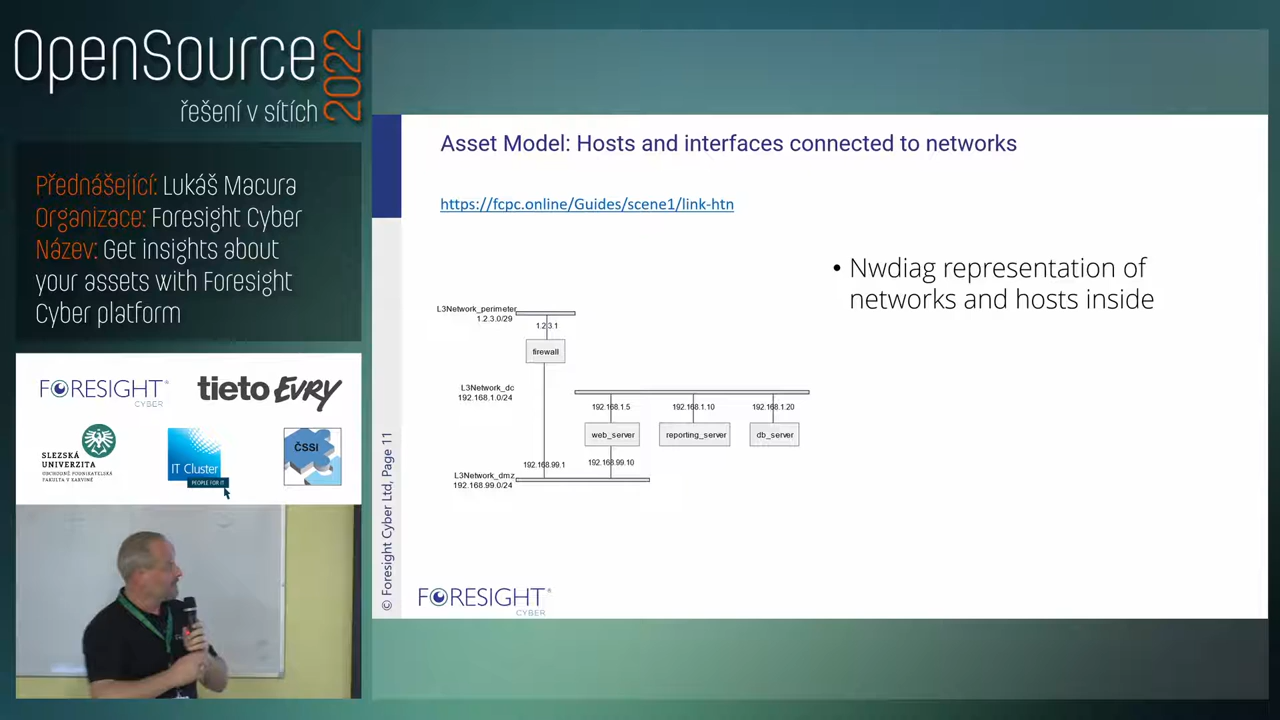 OpenSource
2022
řešení v sítích
Přednášející: Lukáš Macura
Organizace: Foresight Cyber
Název: Get insights about
your assets with Foresight
Cyber platform
FORESIGHT®
CYBER
tieto EVRY
SLEZSKÁ
UNIVERZITA
OBCHODNĚ PODNIKATELSKÁ
FAKULTA V KARVINÉ
IT Cluster
PEOPLE FOR IT
ČSSI
Asset Model: Hosts and interfaces connected to networks
https://fcpc.online/Guides/scene1/link-htn
• Nwdiag representation of
networks and hosts inside
L3Network_perimeter
1.2.3.0/29
1.2.3.1
firewall
L3Network_dc
192.168.1.0/24
192.168.1.5
192.168.1.10
192.168.1.20
web_server
reporting_server
db_server
192.168.99.1
192.168.99.10
L3Network_dmz
192.168.99.0/24
© Foresight Cyber Ltd, Page 11
FORESIGHT®
CYBER